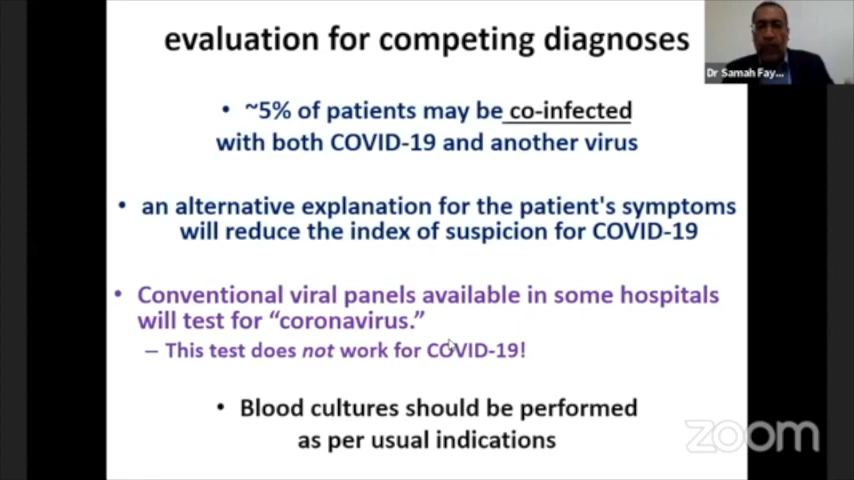 evaluation for competing diagnoses
Dr Samah Fay...
• ~5% of patients may be co-infected
with both COVID-19 and another virus
• an alternative explanation for the patient's symptoms
will reduce the index of suspicion for COVID-19
• Conventional viral panels available in some hospitals
will test for “coronavirus.”
– This test does not work for COVID-19!
• Blood cultures should be performed
as per usual indications
zoom